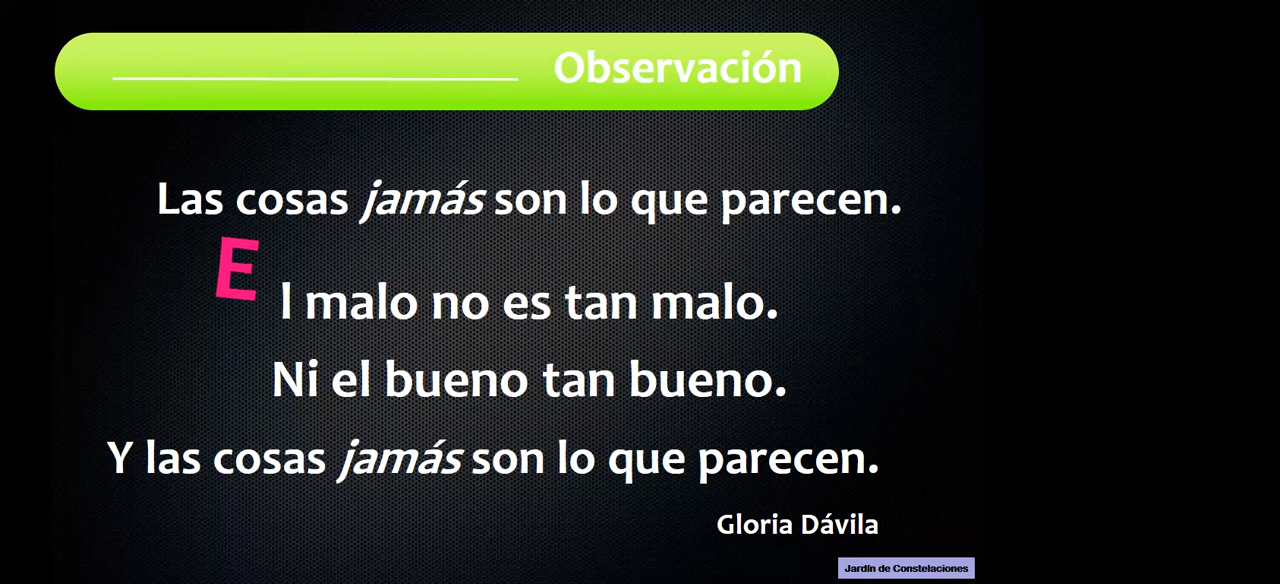 Observación
Las cosas jamás son lo que parecen.
El malo no es tan malo.
Ni el bueno tan bueno.
Y las cosas jamás son lo que parecen.
Gloria Dávila
Jardín de Constelaciones